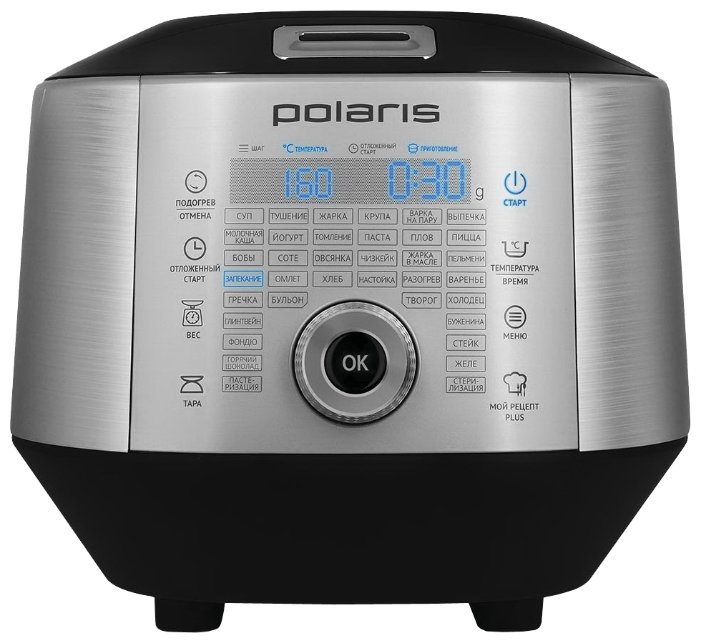 polaris
ШАГ °C ТЕМПЕРАТУРА ОТЛОЖЕННЫЙ СТАРТ ПРИГОТОВЛЕНИЕ
160 0:30 g
ПОДОГРЕВ
ОТМЕНА
ОТЛОЖЕННЫЙ
СТАРТ
ВЕС
ТАРА
СУП ТУШЕНИЕ ЖАРКА КРУПА ВАРКА НА ПАРУ ВЫПЕЧКА
МОЛОЧНАЯ КАША ЙОГУРТ ТОМЛЕНИЕ ПАСТА ПЛОВ ПИЦЦА
БОБЫ СОТЕ ОВСЯНКА ЧИЗКЕЙК ЖАРКА В МАСЛЕ ПЕЛЬМЕНИ
ЗАПЕКАНИЕ ОМЛЕТ ХЛЕБ НАСТОЙКА РАЗОГРЕВ ВАРЕНЬЕ
ГРЕЧКА БУЛЬОН ТВОРОГ ХОЛОДЕЦ
ГЛИНТВЕЙН БУЖЕНИНА
ФОНДЮ СТЕЙК
ГОРЯЧИЙ ШОКОЛАД ЖЕЛЕ
ПАСТЕ-
РИЗАЦИЯ
СТЕРИ-
ЛИЗАЦИЯ
OK
СТАРТ
°C
ТЕМПЕРАТУРА
ВРЕМЯ
МЕНЮ
МОЙ РЕЦЕПТ
PLUS